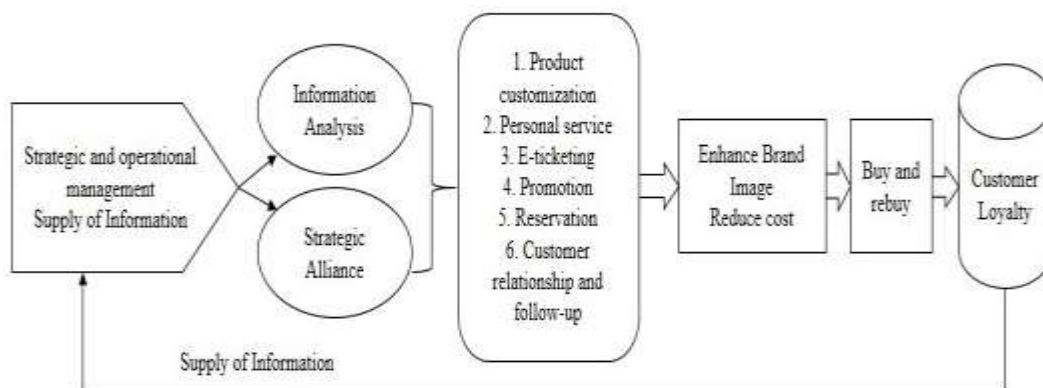 Strategic and operational
management
Supply of Information
Information
Analysis
Strategic
Alliance
1. Product
customization
2. Personal service
3. E-ticketing
4. Promotion
5. Reservation
6. Customer
relationship and
follow-up
Enhance Brand
Image
Reduce cost
Buy and
rebuy
Customer
Loyalty
Supply of Information